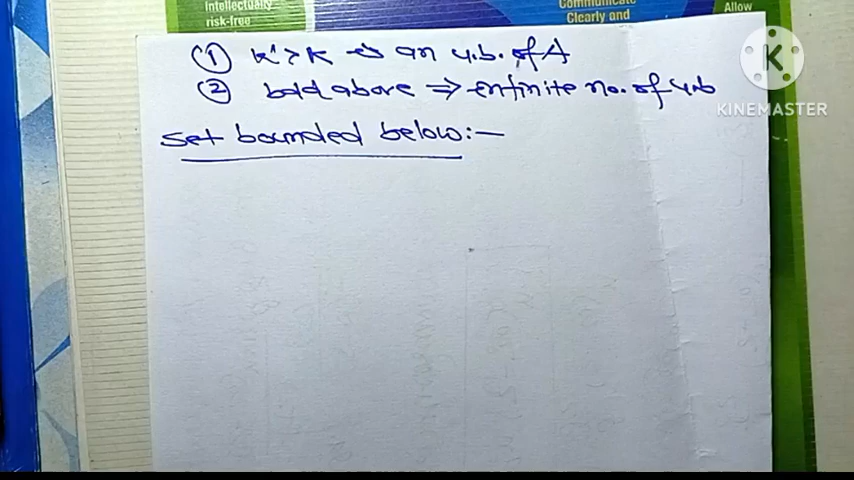 Intellectually
risk-free
Communicate
Clearly and
Allow
① K' > K is an u.b. of A
② bdd above ⇒ infinite no. of u.b
set bounded below:—
K
KINEMASTER